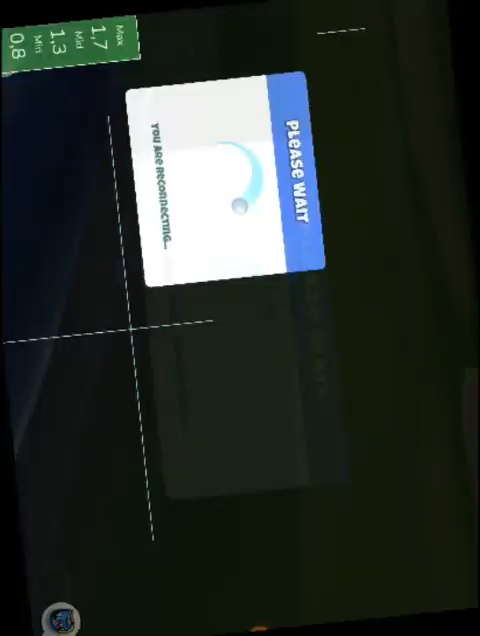 Max
1,7
Mid
1,3
Min
0,8
PLEASE WAIT
YOU ARE RECONNECTING...